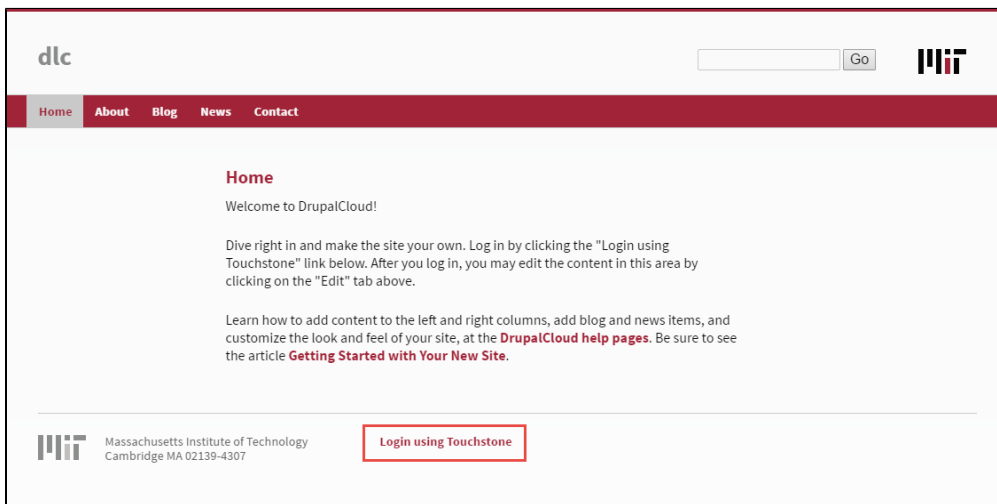 dlc
Go
MIT
Home About Blog News Contact
Home
Welcome to DrupalCloud!
Dive right in and make the site your own. Log in by clicking the "Login using
Touchstone" link below. After you log in, you may edit the content in this area by
clicking on the "Edit" tab above.
Learn how to add content to the left and right columns, add blog and news items, and
customize the look and feel of your site, at the DrupalCloud help pages. Be sure to see
the article Getting Started with Your New Site.
MIT
Massachusetts Institute of Technology
Cambridge MA 02139-4307
Login using Touchstone